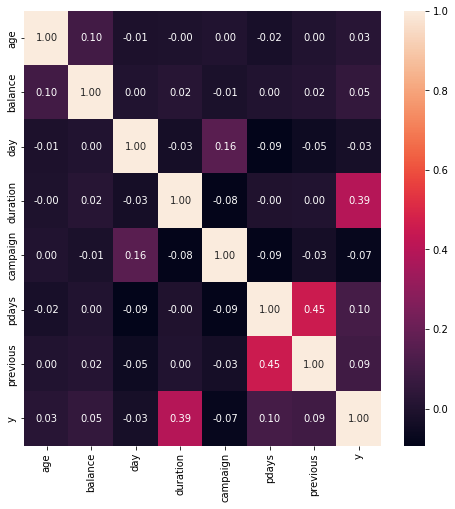 age 1.00 0.10 -0.01 -0.00 0.00 -0.02 0.00 0.03
balance 0.10 1.00 0.00 0.02 -0.01 0.00 0.02 0.05
day -0.01 0.00 1.00 -0.03 0.16 -0.09 -0.05 -0.03
duration -0.00 0.02 -0.03 1.00 -0.08 -0.00 0.00 0.39
campaign 0.00 -0.01 0.16 -0.08 1.00 -0.09 -0.03 -0.07
pdays -0.02 0.00 -0.09 -0.00 -0.09 1.00 0.45 0.10
previous 0.00 0.02 -0.05 0.00 -0.03 0.45 1.00 0.09
y 0.03 0.05 -0.03 0.39 -0.07 0.10 0.09 1.00
age balance day duration campaign pdays previous y
1.0
0.8
0.6
0.4
0.2
0.0